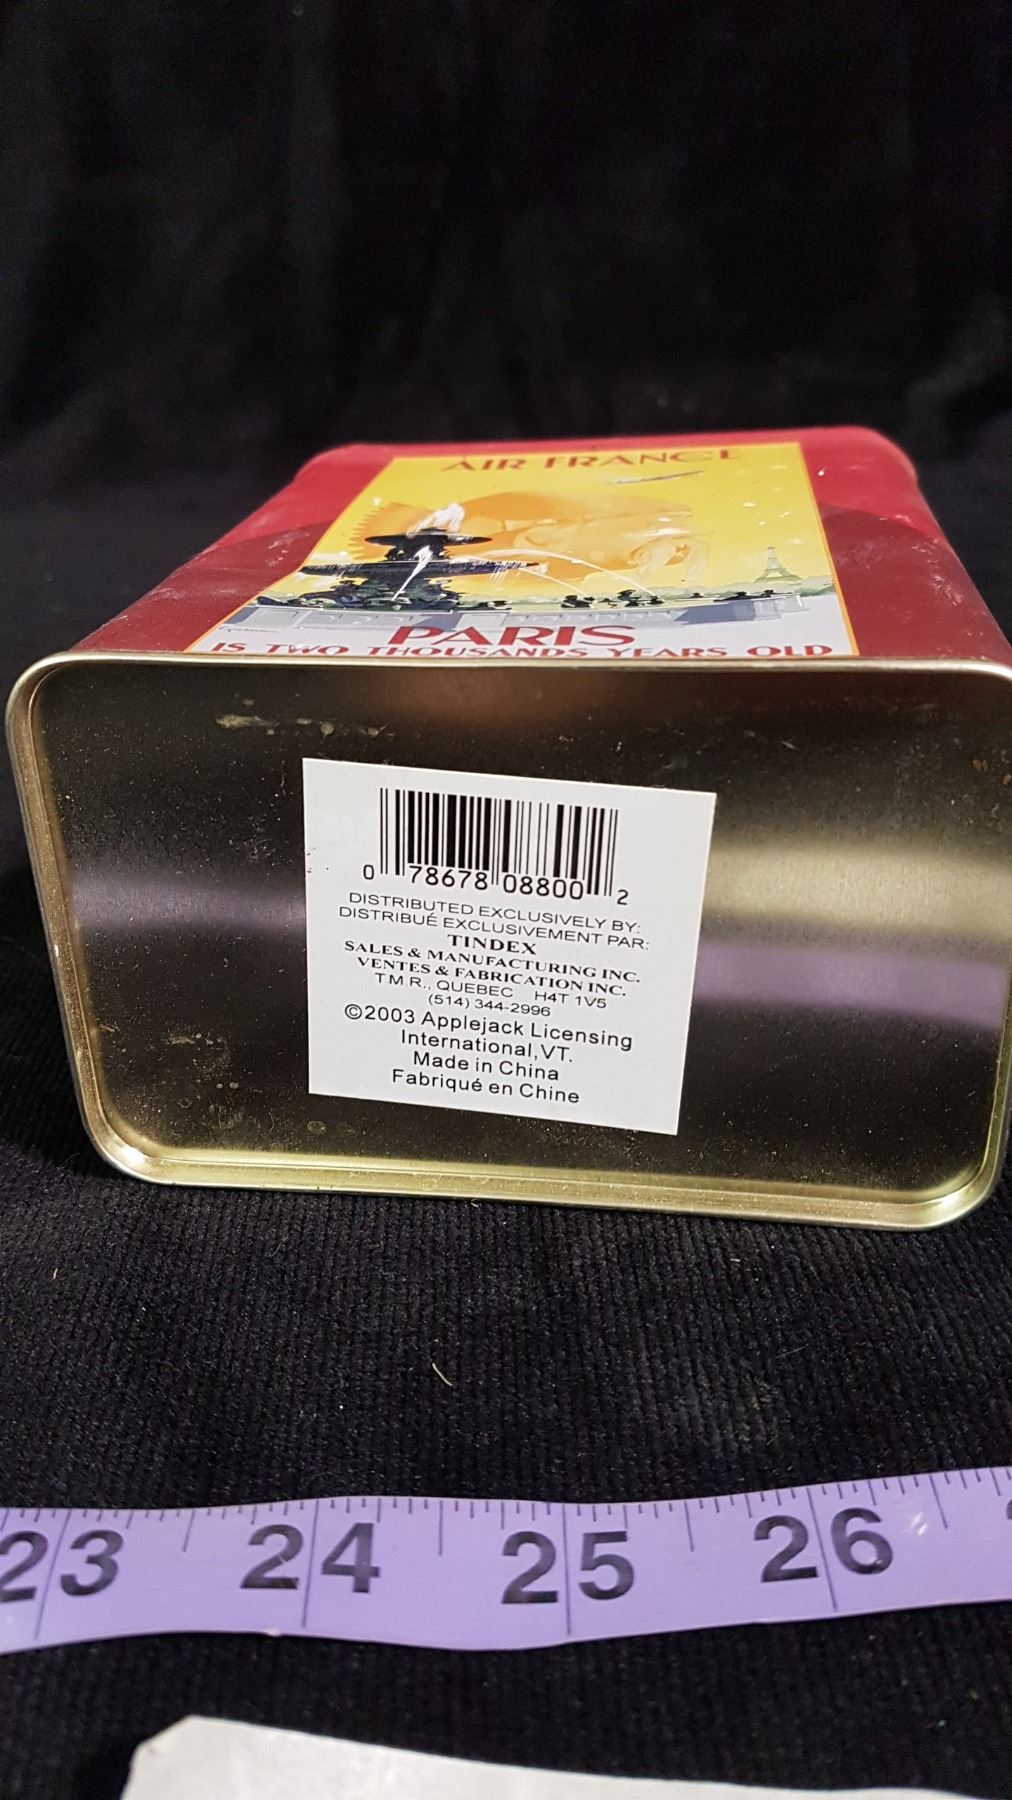 AIR FRANCE
PARIS
IS TWO THOUSANDS YEARS OLD
0 78678 08800 2
DISTRIBUTED EXCLUSIVELY BY:
DISTRIBUÉ EXCLUSIVEMENT PAR:
TINDEX
SALES & MANUFACTURING INC.
VENTES & FABRICATION INC.
T.M.R., QUEBEC H4T 1V5
(514) 344-2996
©2003 Applejack Licensing
International,VT.
Made in China
Fabriqué en Chine
23 24 25 26